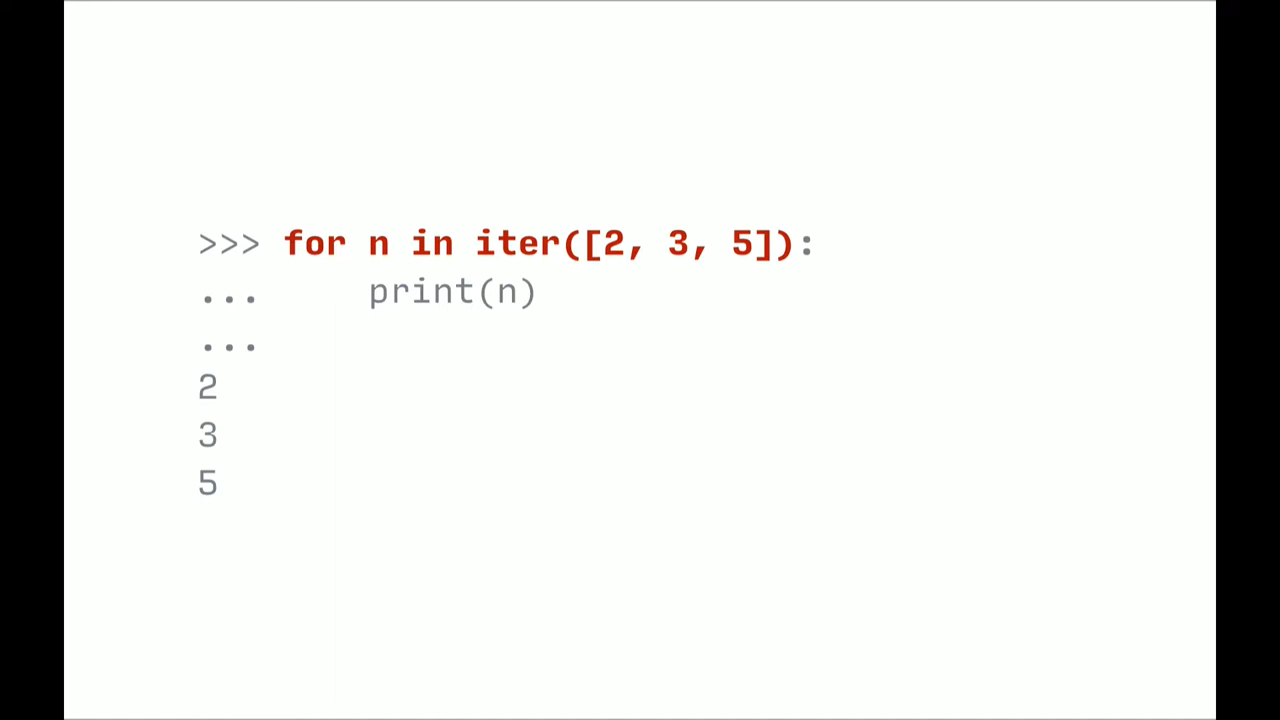 >>> for n in iter([2, 3, 5]):
...     print(n)
...
2
3
5